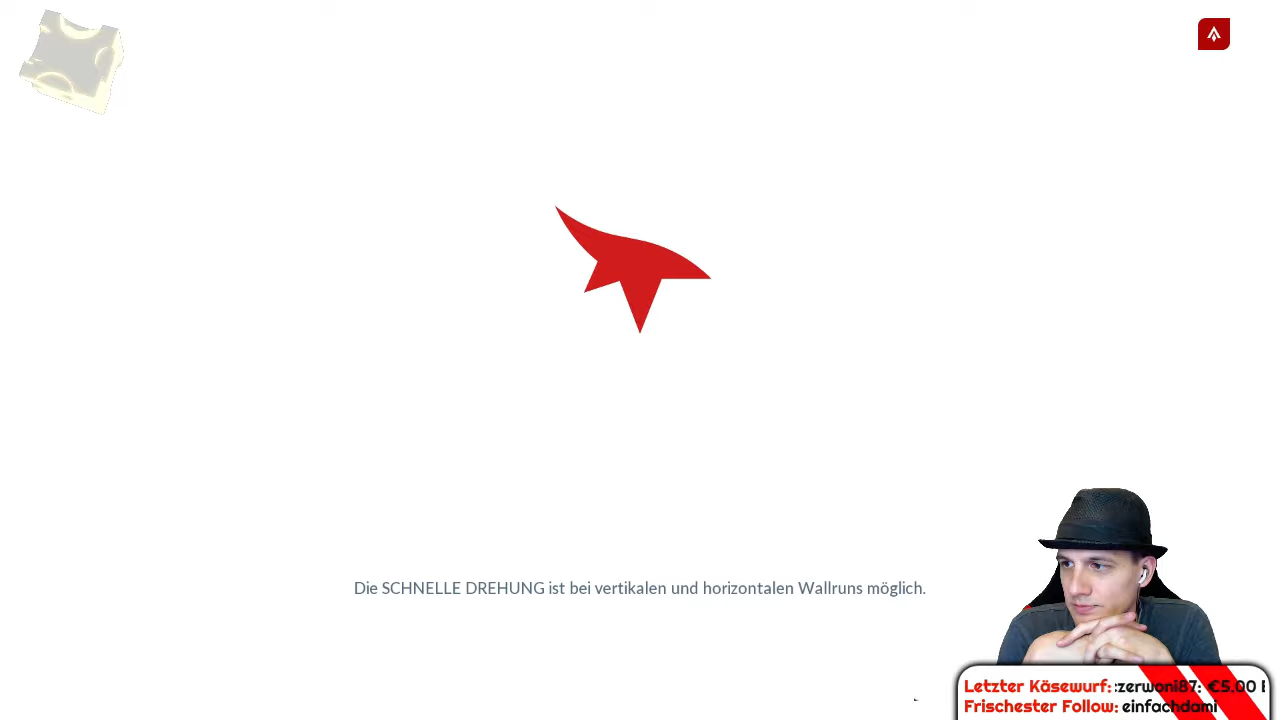 Die SCHNELLE DREHUNG ist bei vertikalen und horizontalen Wallruns möglich.
Letzter Käsewurf: :zerwoni87: €5.00
Frischester Follow: einfachdami